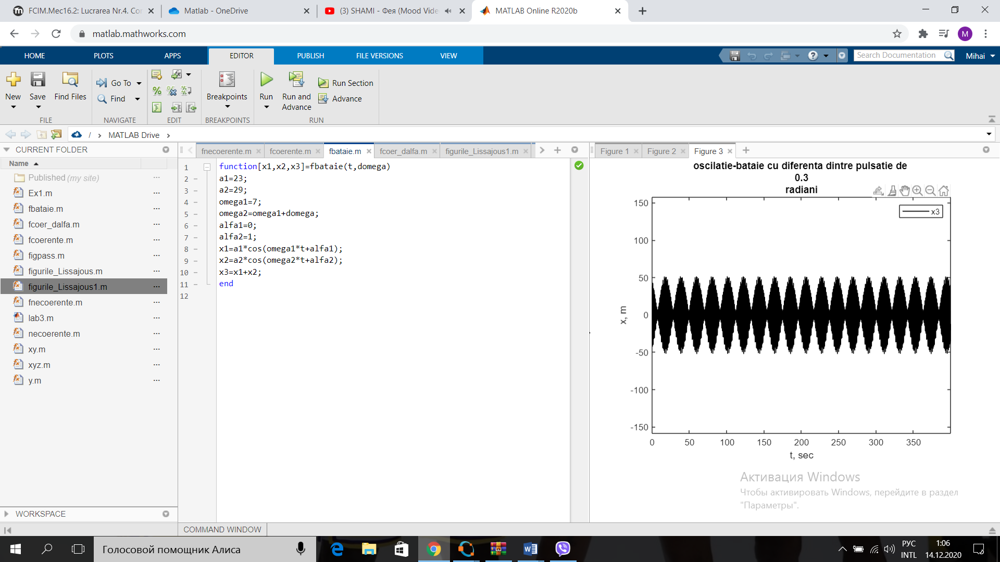 FCIM.Mec16.2: Lucrarea Nr.4. Cor
Matlab - OneDrive
(3) SHAMI - Фея (Mood Vide
MATLAB Online R2020b
matlab.mathworks.com
M
HOME
PLOTS
APPS
EDITOR
PUBLISH
FILE VERSIONS
VIEW
Search Documentation
Mihai
New
Save
Find Files
Go To
Find
Breakpoints
Run
Run and Advance
Run Section
Advance
FILE
NAVIGATE
EDIT
BREAKPOINTS
RUN
/ › MATLAB Drive ›
CURRENT FOLDER
Name
Published (my site)
Ex1.m
fbataie.m
fcoer_dalfa.m
fcoerente.m
figpass.m
figurile_Lissajous.m
figurile_Lissajous1.m
fnecoerente.m
lab3.m
necoerente.m
xy.m
xyz.m
y.m
WORKSPACE
fnecoerente.m
fcoerente.m
fbataie.m
fcoer_dalfa.m
figurile_Lissajous1.m
1 function[x1,x2,x3]=fbataie(t,domega)
2 a1=23;
3 a2=29;
4 omega1=7;
5 omega2=omega1+domega;
6 alfa1=0;
7 alfa2=1;
8 x1=a1*cos(omega1*t+alfa1);
9 x2=a2*cos(omega2*t+alfa2);
10 x3=x1+x2;
11 end
12
COMMAND WINDOW
Figure 1
Figure 2
Figure 3
oscilatie-bataie cu diferenta dintre pulsatie de
0.3
radiani
x3
150
100
50
0
-50
-100
-150
x, m
0 50 100 150 200 250 300 350
t, sec
Активация Windows
Чтобы активировать Windows, перейдите в раздел
"Параметры".
Голосовой помощник Алиса
РУС
INTL
1:06
14.12.2020